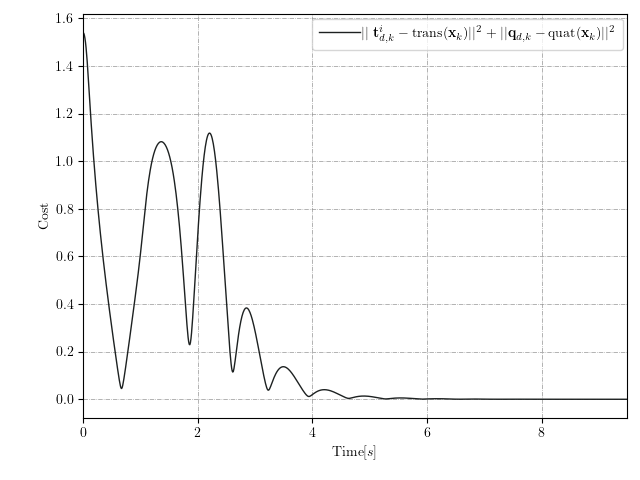 || t^i_{d,k} − trans(x_k)||^2 + ||q_{d,k} − quat(x_k)||^2
1.6
1.4
1.2
1.0
0.8
0.6
0.4
0.2
0.0
Cost
0 2 4 6 8
Time[s]